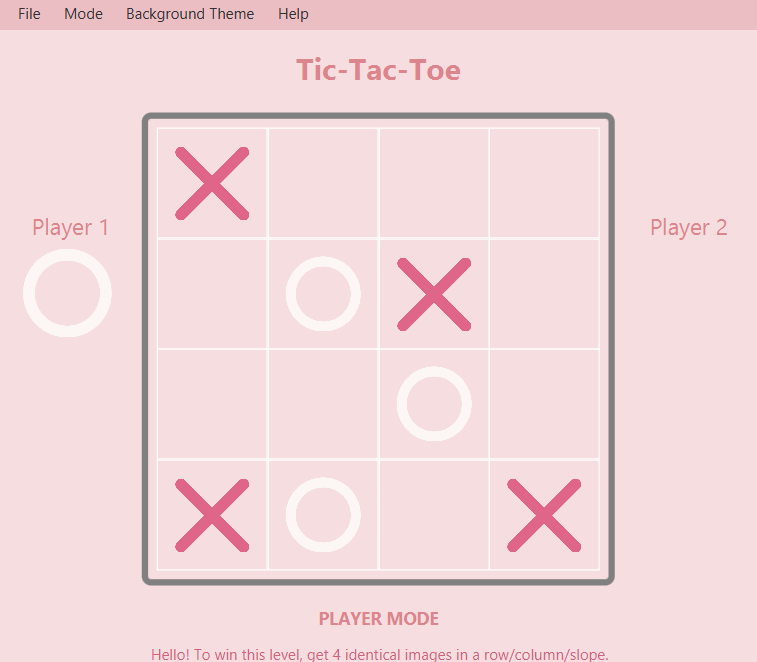 File Mode Background Theme Help
Tic-Tac-Toe
Player 1
Player 2
PLAYER MODE
Hello! To win this level, get 4 identical images in a row/column/slope.